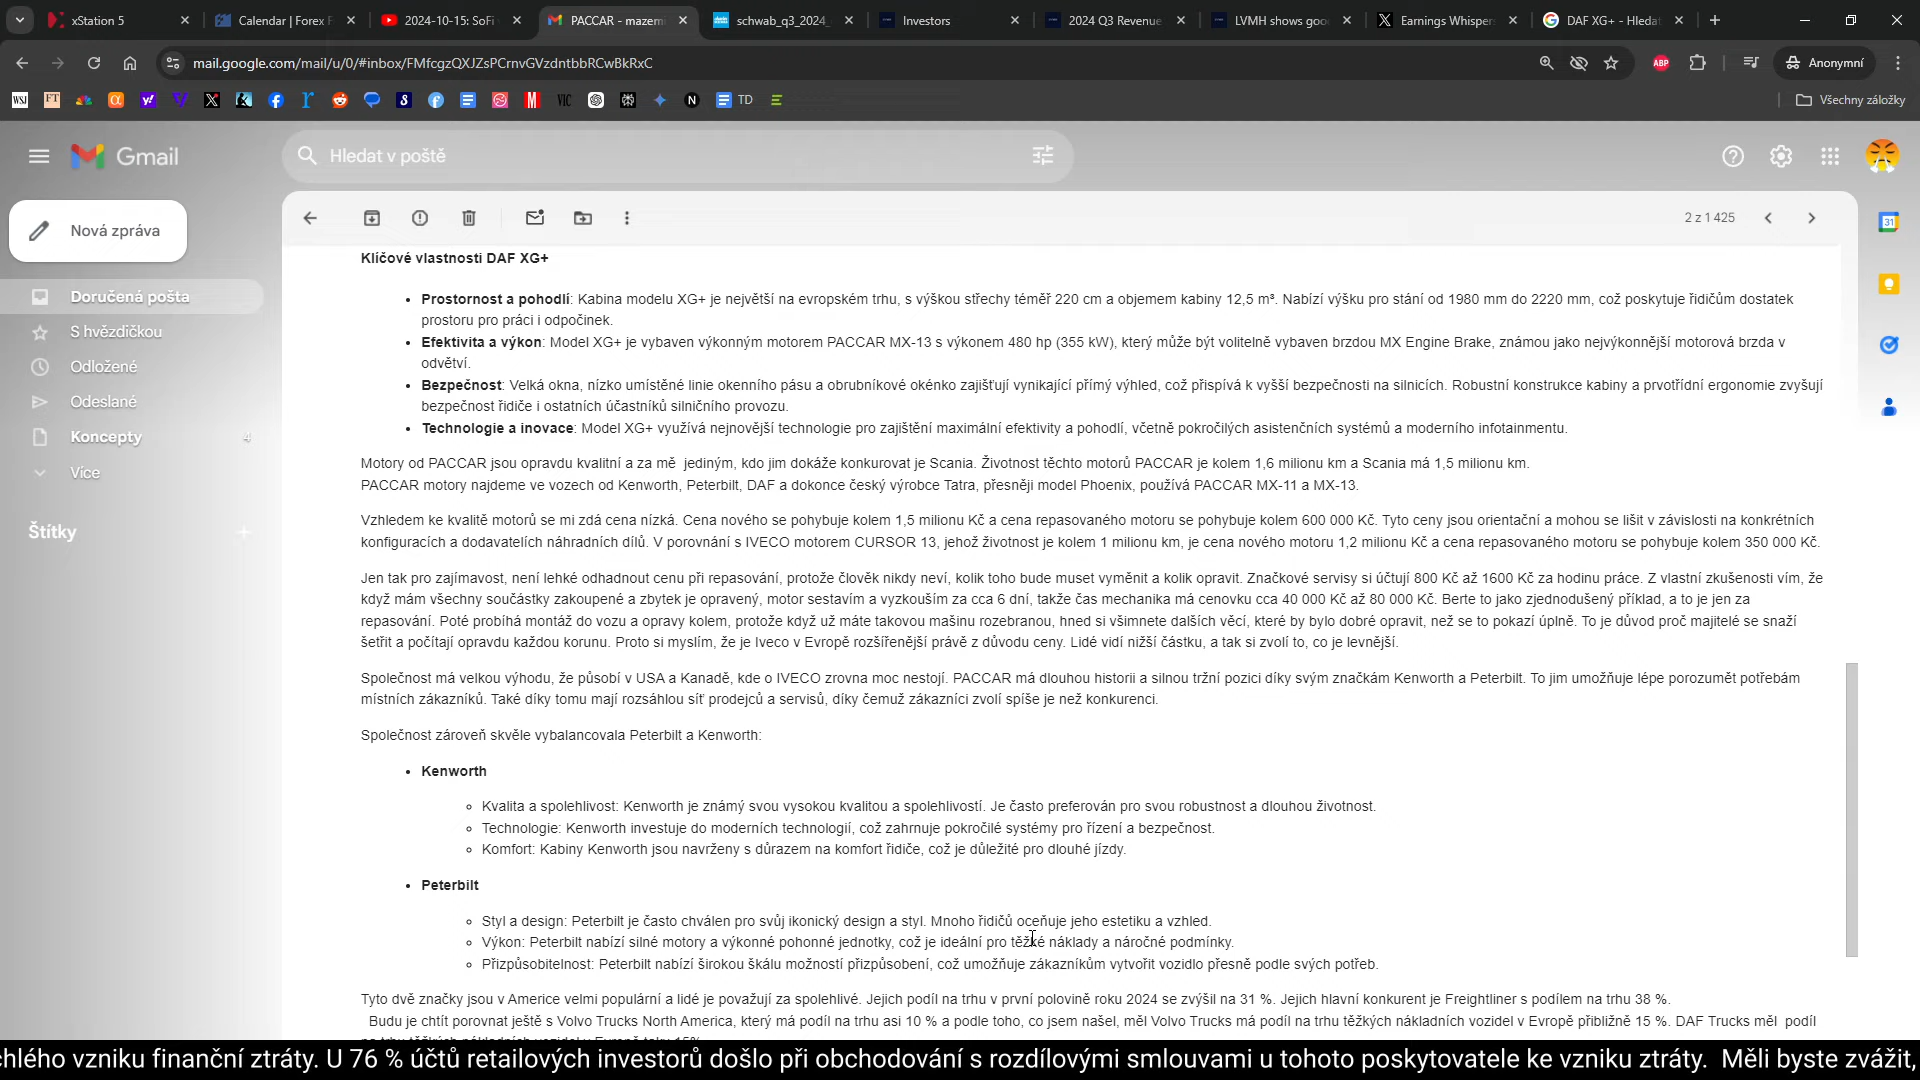 xStation 5
Calendar | Forex F
2024-10-15: SoFi
PACCAR - mazemi
schwab_q3_2024_
Investors
2024 Q3 Revenue
LVMH shows goo
Earnings Whisper
DAF XG+ - Hledat
mail.google.com/mail/u/0/#inbox/FMfcgzQXJZsPCrnvGVzdntbbRCwBkRxC
ABP
Anonymní
WSJ
FT
VIC
TD
Všechny záložky
Gmail
Hledat v poště
Nová zpráva
2 z 1 425
31
Doručená pošta
S hvězdičkou
Odložené
Odeslané
Koncepty
4
Více
Štítky
Klíčové vlastnosti DAF XG+
• Prostornost a pohodlí: Kabina modelu XG+ je největší na evropském trhu, s výškou střechy téměř 220 cm a objemem kabiny 12,5 m³. Nabízí výšku pro stání od 1980 mm do 2220 mm, což poskytuje řidičům dostatek
prostoru pro práci i odpočinek.
• Efektivita a výkon: Model XG+ je vybaven výkonným motorem PACCAR MX-13 s výkonem 480 hp (355 kW), který může být volitelně vybaven brzdou MX Engine Brake, známou jako nejvýkonnější motorová brzda v
odvětví.
• Bezpečnost: Velká okna, nízko umístěné linie okenního pásu a obrubníkové okénko zajišťují vynikající přímý výhled, což přispívá k vyšší bezpečnosti na silnicích. Robustní konstrukce kabiny a prvotřídní ergonomie zvyšují
bezpečnost řidiče i ostatních účastníků silničního provozu.
• Technologie a inovace: Model XG+ využívá nejnovější technologie pro zajištění maximální efektivity a pohodlí, včetně pokročilých asistenčních systémů a moderního infotainmentu.
Motory od PACCAR jsou opravdu kvalitní a za mě  jediným, kdo jim dokáže konkurovat je Scania. Životnost těchto motorů PACCAR je kolem 1,6 milionu km a Scania má 1,5 milionu km.
PACCAR motory najdeme ve vozech od Kenworth, Peterbilt, DAF a dokonce český výrobce Tatra, přesněji model Phoenix, používá PACCAR MX-11 a MX-13.
Vzhledem ke kvalitě motorů se mi zdá cena nízká. Cena nového se pohybuje kolem 1,5 milionu Kč a cena repasovaného motoru se pohybuje kolem 600 000 Kč. Tyto ceny jsou orientační a mohou se lišit v závislosti na konkrétních
konfiguracích a dodavatelích náhradních dílů. V porovnání s IVECO motorem CURSOR 13, jehož životnost je kolem 1 milionu km, je cena nového motoru 1,2 milionu Kč a cena repasovaného motoru se pohybuje kolem 350 000 Kč.
Jen tak pro zajímavost, není lehké odhadnout cenu při repasování, protože člověk nikdy neví, kolik toho bude muset vyměnit a kolik opravit. Značkové servisy si účtují 800 Kč až 1600 Kč za hodinu práce. Z vlastní zkušenosti vím, že
když mám všechny součástky zakoupené a zbytek je opravený, motor sestavím a vyzkouším za cca 6 dní, takže čas mechanika má cenovku cca 40 000 Kč až 80 000 Kč. Berte to jako zjednodušený příklad, a to je jen za
repasování. Poté probíhá montáž do vozu a opravy kolem, protože když už máte takovou mašinu rozebranou, hned si všimnete dalších věcí, které by bylo dobré opravit, než se to pokazí úplně. To je důvod proč majitelé se snaží
šetřit a počítají opravdu každou korunu. Proto si myslím, že je Iveco v Evropě rozšířenější právě z důvodu ceny. Lidé vidí nižší částku, a tak si zvolí to, co je levnější.
Společnost má velkou výhodu, že působí v USA a Kanadě, kde o IVECO zrovna moc nestojí. PACCAR má dlouhou historii a silnou tržní pozici díky svým značkám Kenworth a Peterbilt. To jim umožňuje lépe porozumět potřebám
místních zákazníků. Také díky tomu mají rozsáhlou síť prodejců a servisů, díky čemuž zákazníci zvolí spíše je než konkurenci.
Společnost zároveň skvěle vybalancovala Peterbilt a Kenworth:
• Kenworth
◦ Kvalita a spolehlivost: Kenworth je známý svou vysokou kvalitou a spolehlivostí. Je často preferován pro svou robustnost a dlouhou životnost.
◦ Technologie: Kenworth investuje do moderních technologií, což zahrnuje pokročilé systémy pro řízení a bezpečnost.
◦ Komfort: Kabiny Kenworth jsou navrženy s důrazem na komfort řidiče, což je důležité pro dlouhé jízdy.
• Peterbilt
◦ Styl a design: Peterbilt je často chválen pro svůj ikonický design a styl. Mnoho řidičů oceňuje jeho estetiku a vzhled.
◦ Výkon: Peterbilt nabízí silné motory a výkonné pohonné jednotky, což je ideální pro těžké náklady a náročné podmínky.
◦ Přizpůsobitelnost: Peterbilt nabízí širokou škálu možností přizpůsobení, což umožňuje zákazníkům vytvořit vozidlo přesně podle svých potřeb.
Tyto dvě značky jsou v Americe velmi populární a lidé je považují za spolehlivé. Jejich podíl na trhu v první polovině roku 2024 se zvýšil na 31 %. Jejich hlavní konkurent je Freightliner s podílem na trhu 38 %.
Budu je chtít porovnat ještě s Volvo Trucks North America, který má podíl na trhu asi 10 % a podle toho, co jsem našel, měl Volvo Trucks má podíl na trhu těžkých nákladních vozidel v Evropě přibližně 15 %. DAF Trucks měl  podíl
chlého vzniku finanční ztráty. U 76 % účtů retailových investorů došlo při obchodování s rozdílovými smlouvami u tohoto poskytovatele ke vzniku ztráty.  Měli byste zvážit,